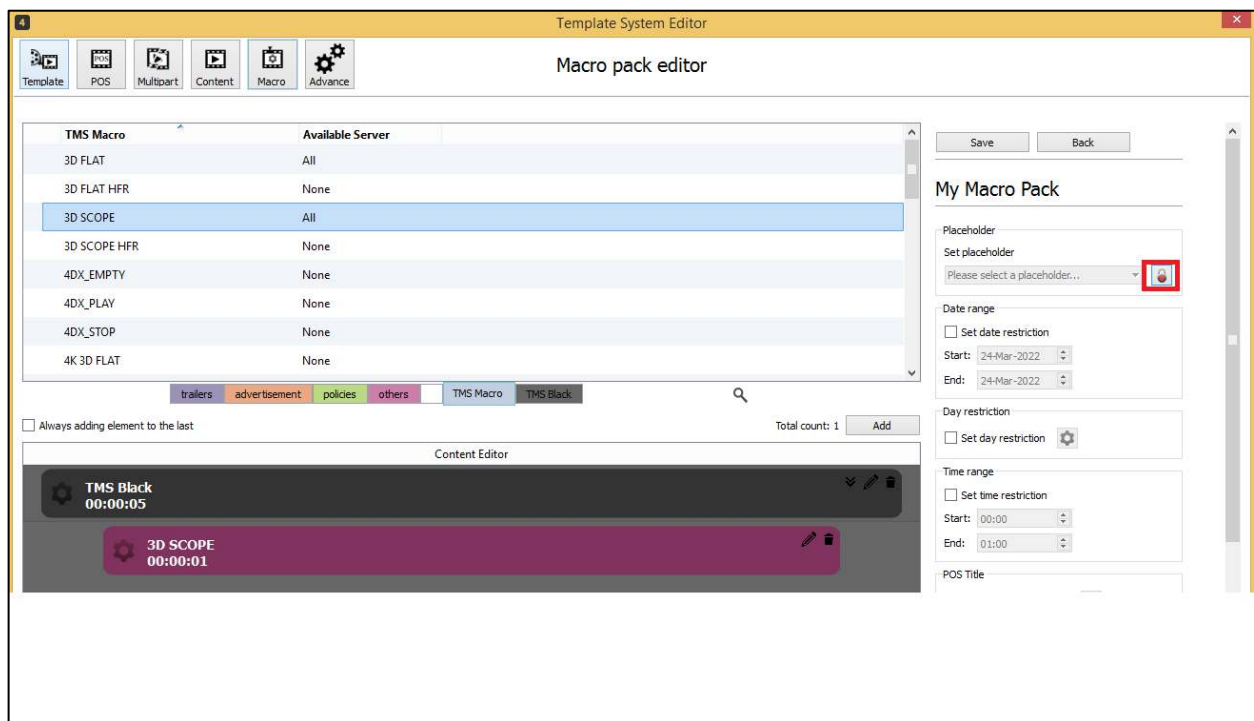 4
Template System Editor
Template
POS
POS
Multipart
Content
Macro
Advance
Macro pack editor
TMS Macro
Available Server
3D FLAT
All
3D FLAT HFR
None
3D SCOPE
All
3D SCOPE HFR
None
4DX_EMPTY
None
4DX_PLAY
None
4DX_STOP
None
4K 3D FLAT
None
trailers
advertisement
policies
others
TMS Macro
TMS Black
Always adding element to the last
Total count: 1
Add
Content Editor
TMS Black
00:00:05
3D SCOPE
00:00:01
Save
Back
My Macro Pack
Placeholder
Set placeholder
Please select a placeholder...
Date range
Set date restriction
Start: 24-Mar-2022
End: 24-Mar-2022
Day restriction
Set day restriction
Time range
Set time restriction
Start: 00:00
End: 01:00
POS Title